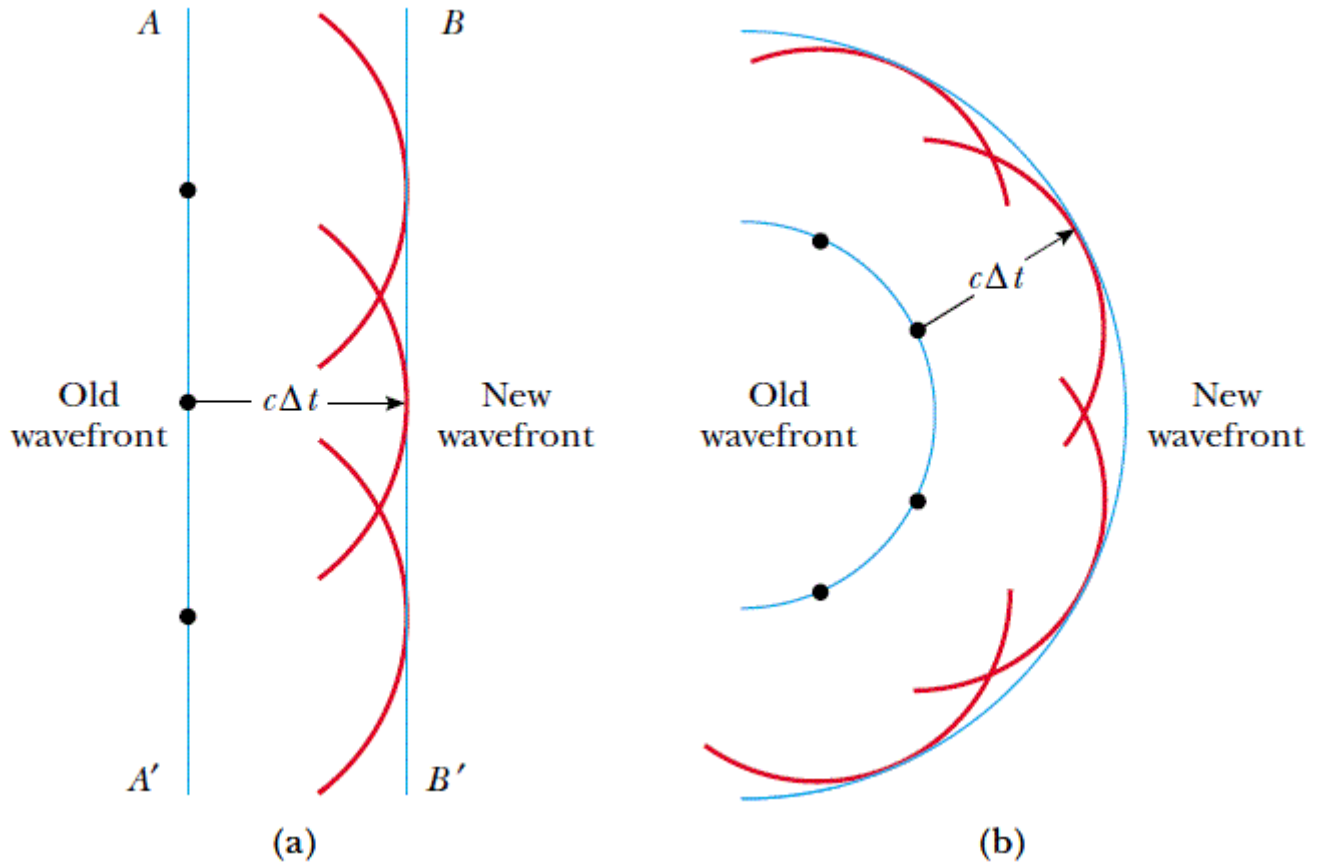 A
B
Old
wavefront
cΔt
New
wavefront
A′
B′
(a)
cΔt
Old
wavefront
New
wavefront
(b)